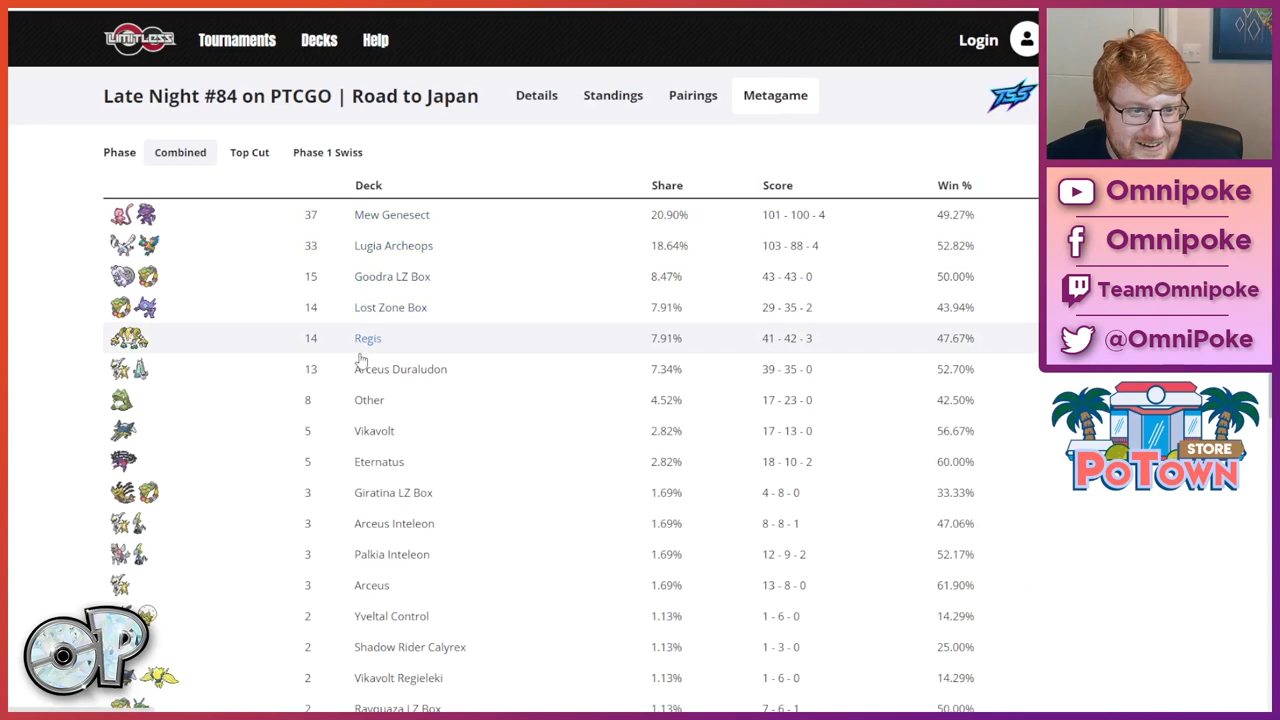 LIMITLESS Tournaments Decks Help Login
Late Night #84 on PTCGO | Road to Japan Details Standings Pairings Metagame TSS
Phase Combined Top Cut Phase 1 Swiss
Deck Share Score Win %
37 Mew Genesect 20.90% 101 - 100 - 4 49.27%
33 Lugia Archeops 18.64% 103 - 88 - 4 52.82%
15 Goodra LZ Box 8.47% 43 - 43 - 0 50.00%
14 Lost Zone Box 7.91% 29 - 35 - 2 43.94%
14 Regis 7.91% 41 - 42 - 3 47.67%
13 Arceus Duraludon 7.34% 39 - 35 - 0 52.70%
8 Other 4.52% 17 - 23 - 0 42.50%
5 Vikavolt 2.82% 17 - 13 - 0 56.67%
5 Eternatus 2.82% 18 - 10 - 2 60.00%
3 Giratina LZ Box 1.69% 4 - 8 - 0 33.33%
3 Arceus Inteleon 1.69% 8 - 8 - 1 47.06%
3 Palkia Inteleon 1.69% 12 - 9 - 2 52.17%
3 Arceus 1.69% 13 - 8 - 0 61.90%
2 Yveltal Control 1.13% 1 - 6 - 0 14.29%
2 Shadow Rider Calyrex 1.13% 1 - 3 - 0 25.00%
2 Vikavolt Regieleki 1.13% 1 - 6 - 0 14.29%
2 Rayquaza LZ Box 1.13% 7 - 6 - 1 50.00%
Omnipoke
Omnipoke
TeamOmnipoke
@OmniPoke
STORE
POTOWN
OP